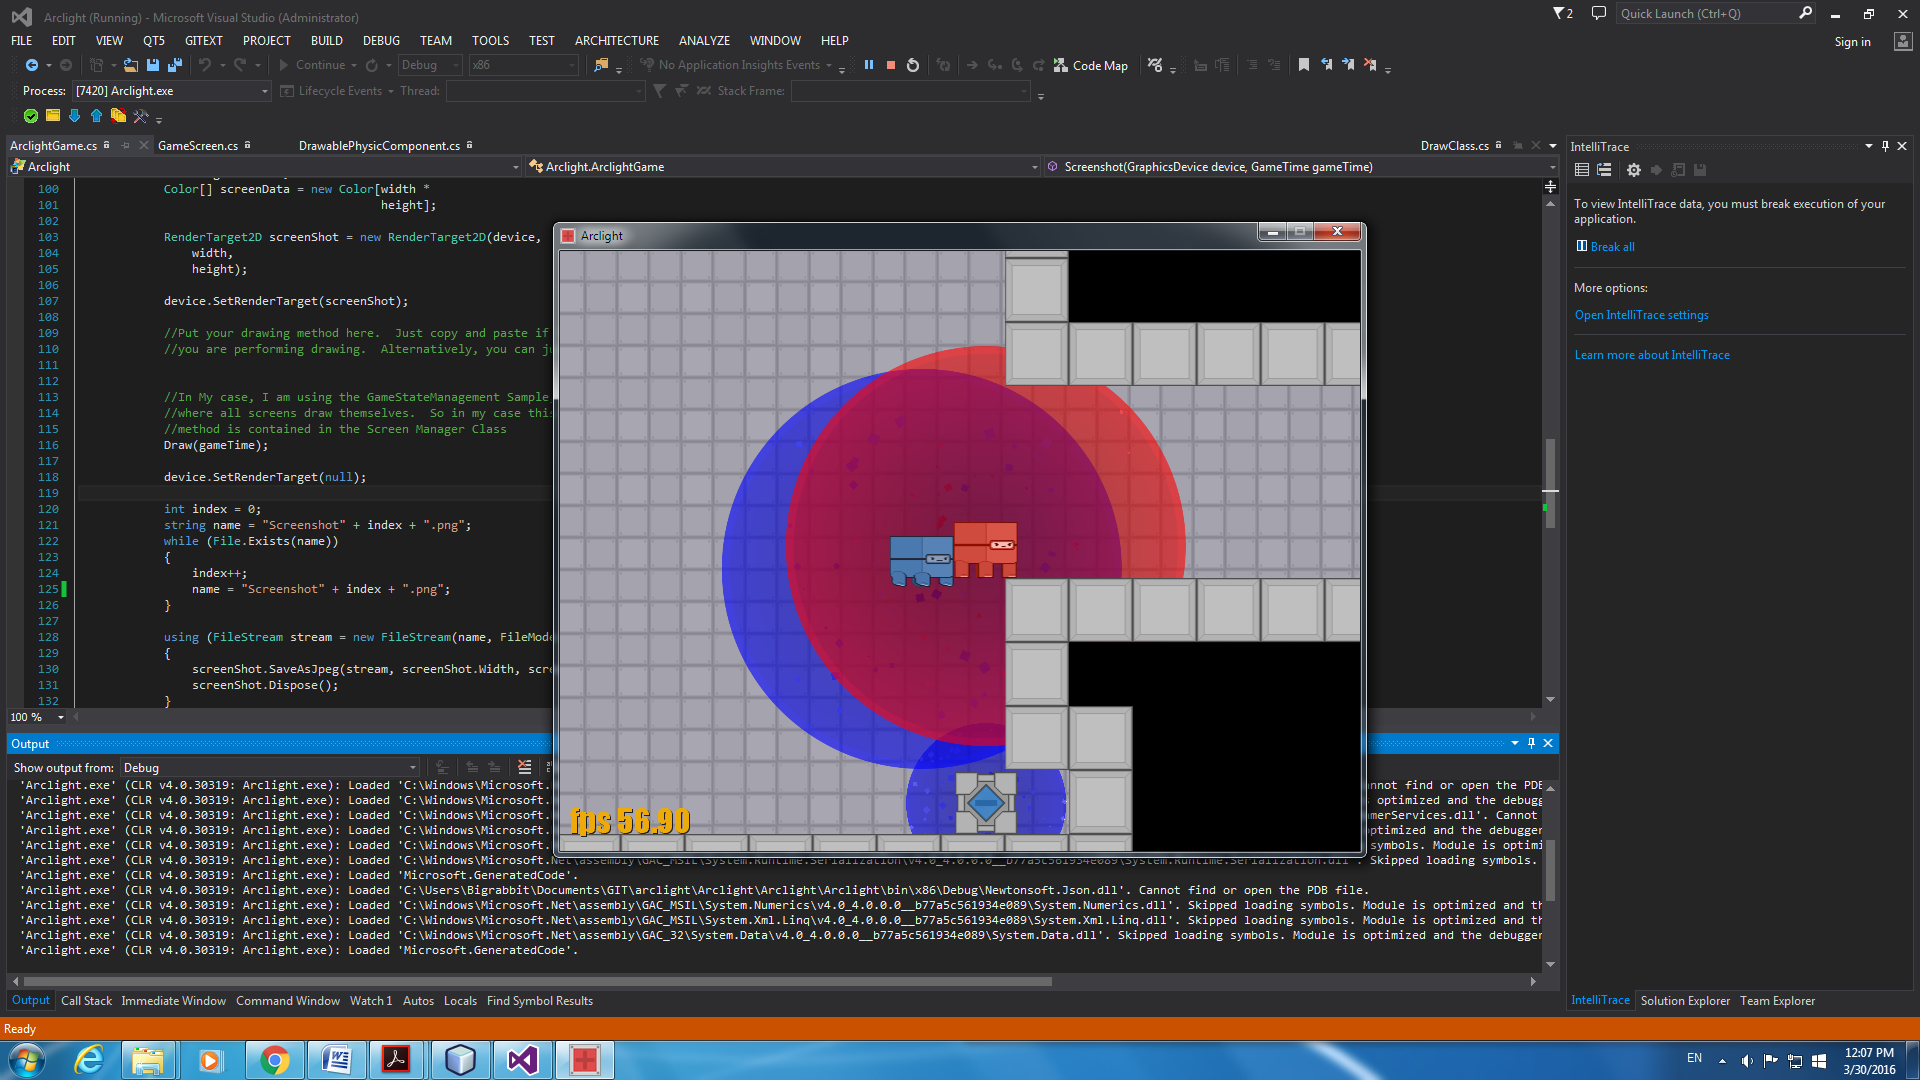 Arclight (Running) - Microsoft Visual Studio (Administrator)
2
Quick Launch (Ctrl+Q)
FILE EDIT VIEW QT5 GITEXT PROJECT BUILD DEBUG TEAM TOOLS TEST ARCHITECTURE ANALYZE WINDOW HELP
Sign in
Continue Debug x86 No Application Insights Events Code Map
Process: [7420] Arclight.exe Lifecycle Events Thread: Stack Frame:
ArclightGame.cs GameScreen.cs DrawablePhysicComponent.cs DrawClass.cs
Arclight Arclight.ArclightGame Screenshot(GraphicsDevice device, GameTime gameTime)
100 Color[] screenData = new Color[width *
101 height];
102
103 RenderTarget2D screenShot = new RenderTarget2D(device,
104 width,
105 height);
106
107 device.SetRenderTarget(screenShot);
108
109 //Put your drawing method here.  Just copy and paste if
110 //you are performing drawing.  Alternatively, you can ju
111
112
113 //In My case, I am using the GameStateManagement Sample
114 //where all screens draw themselves.  So in my case this
115 //method is contained in the Screen Manager Class
116 Draw(gameTime);
117
118 device.SetRenderTarget(null);
119
120 int index = 0;
121 string name = "Screenshot" + index + ".png";
122 while (File.Exists(name))
123 {
124 index++;
125 name = "Screenshot" + index + ".png";
126 }
127
128 using (FileStream stream = new FileStream(name, FileMode
129 {
130 screenShot.SaveAsJpeg(stream, screenShot.Width, scre
131 screenShot.Dispose();
132 }
100 %
Arclight
fps 56.90
IntelliTrace
To view IntelliTrace data, you must break execution of your
application.
Break all
More options:
Open IntelliTrace settings
Learn more about IntelliTrace
Output
Show output from: Debug
'Arclight.exe' (CLR v4.0.30319: Arclight.exe): Loaded 'C:\Windows\Microsoft. nnot find or open the PDB
'Arclight.exe' (CLR v4.0.30319: Arclight.exe): Loaded 'C:\Windows\Microsoft. s optimized and the debugg
'Arclight.exe' (CLR v4.0.30319: Arclight.exe): Loaded 'C:\Windows\Microsoft. merServices.dll'. Cannot
'Arclight.exe' (CLR v4.0.30319: Arclight.exe): Loaded 'C:\Windows\Microsoft. s optimized and the debugger
'Arclight.exe' (CLR v4.0.30319: Arclight.exe): Loaded 'C:\Windows\Microsoft. symbols. Module is optimiz
'Arclight.exe' (CLR v4.0.30319: Arclight.exe): Loaded 'C:\Windows\Microsoft.Net\assembly\GAC_MSIL\System.Runtime.Serialization\v4.0_4.0.0.0__b77a5c561934e089\System.Runtime.Serialization.dll'. Skipped loading symbols.
'Arclight.exe' (CLR v4.0.30319: Arclight.exe): Loaded 'Microsoft.GeneratedCode'.
'Arclight.exe' (CLR v4.0.30319: Arclight.exe): Loaded 'C:\Users\Bigrabbit\Documents\GIT\arclight\Arclight\Arclight\Arclight\bin\x86\Debug\Newtonsoft.Json.dll'. Cannot find or open the PDB file.
'Arclight.exe' (CLR v4.0.30319: Arclight.exe): Loaded 'C:\Windows\Microsoft.Net\assembly\GAC_MSIL\System.Numerics\v4.0_4.0.0.0__b77a5c561934e089\System.Numerics.dll'. Skipped loading symbols. Module is optimized and th
'Arclight.exe' (CLR v4.0.30319: Arclight.exe): Loaded 'C:\Windows\Microsoft.Net\assembly\GAC_MSIL\System.Xml.Linq\v4.0_4.0.0.0__b77a5c561934e089\System.Xml.Linq.dll'. Skipped loading symbols. Module is optimized and th
'Arclight.exe' (CLR v4.0.30319: Arclight.exe): Loaded 'C:\Windows\Microsoft.Net\assembly\GAC_32\System.Data\v4.0_4.0.0.0__b77a5c561934e089\System.Data.dll'. Skipped loading symbols. Module is optimized and the debugger
'Arclight.exe' (CLR v4.0.30319: Arclight.exe): Loaded 'Microsoft.GeneratedCode'.
Output Call Stack Immediate Window Command Window Watch 1 Autos Locals Find Symbol Results
IntelliTrace Solution Explorer Team Explorer
Ready
EN
12:07 PM
3/30/2016